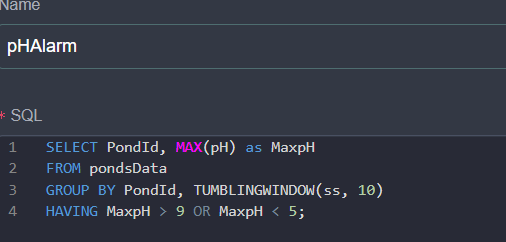 Name
pHAlarm
* SQL
1 SELECT PondId, MAX(pH) as MaxpH
2 FROM pondsData
3 GROUP BY PondId, TUMBLINGWINDOW(ss, 10)
4 HAVING MaxpH > 9 OR MaxpH < 5;